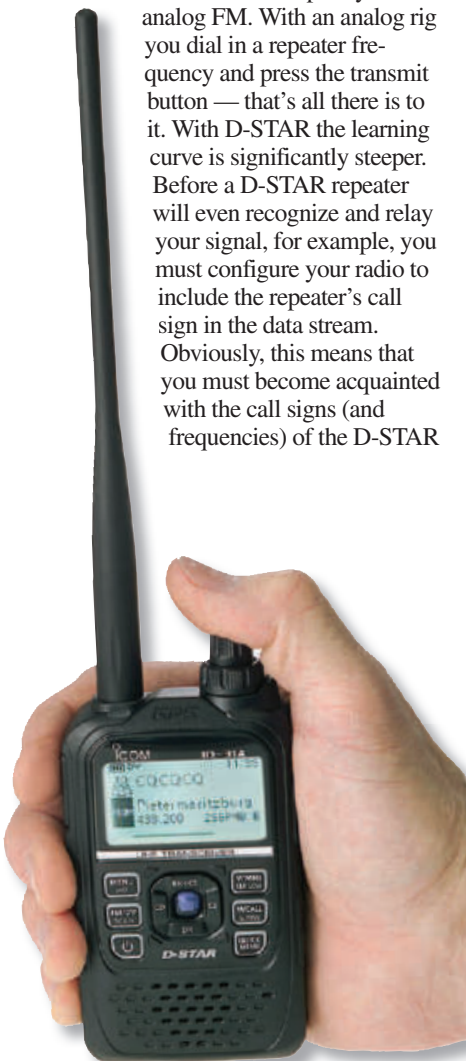 analog FM. With an analog rig
you dial in a repeater fre-
quency and press the transmit
button — that's all there is to
it. With D-STAR the learning
curve is significantly steeper.
Before a D-STAR repeater
will even recognize and relay
your signal, for example, you
must configure your radio to
include the repeater's call
sign in the data stream.
Obviously, this means that
you must become acquainted
with the call signs (and
frequencies) of the D-STAR
ICOM
CQCQCQ
Pietermaritzburg
D-STAR